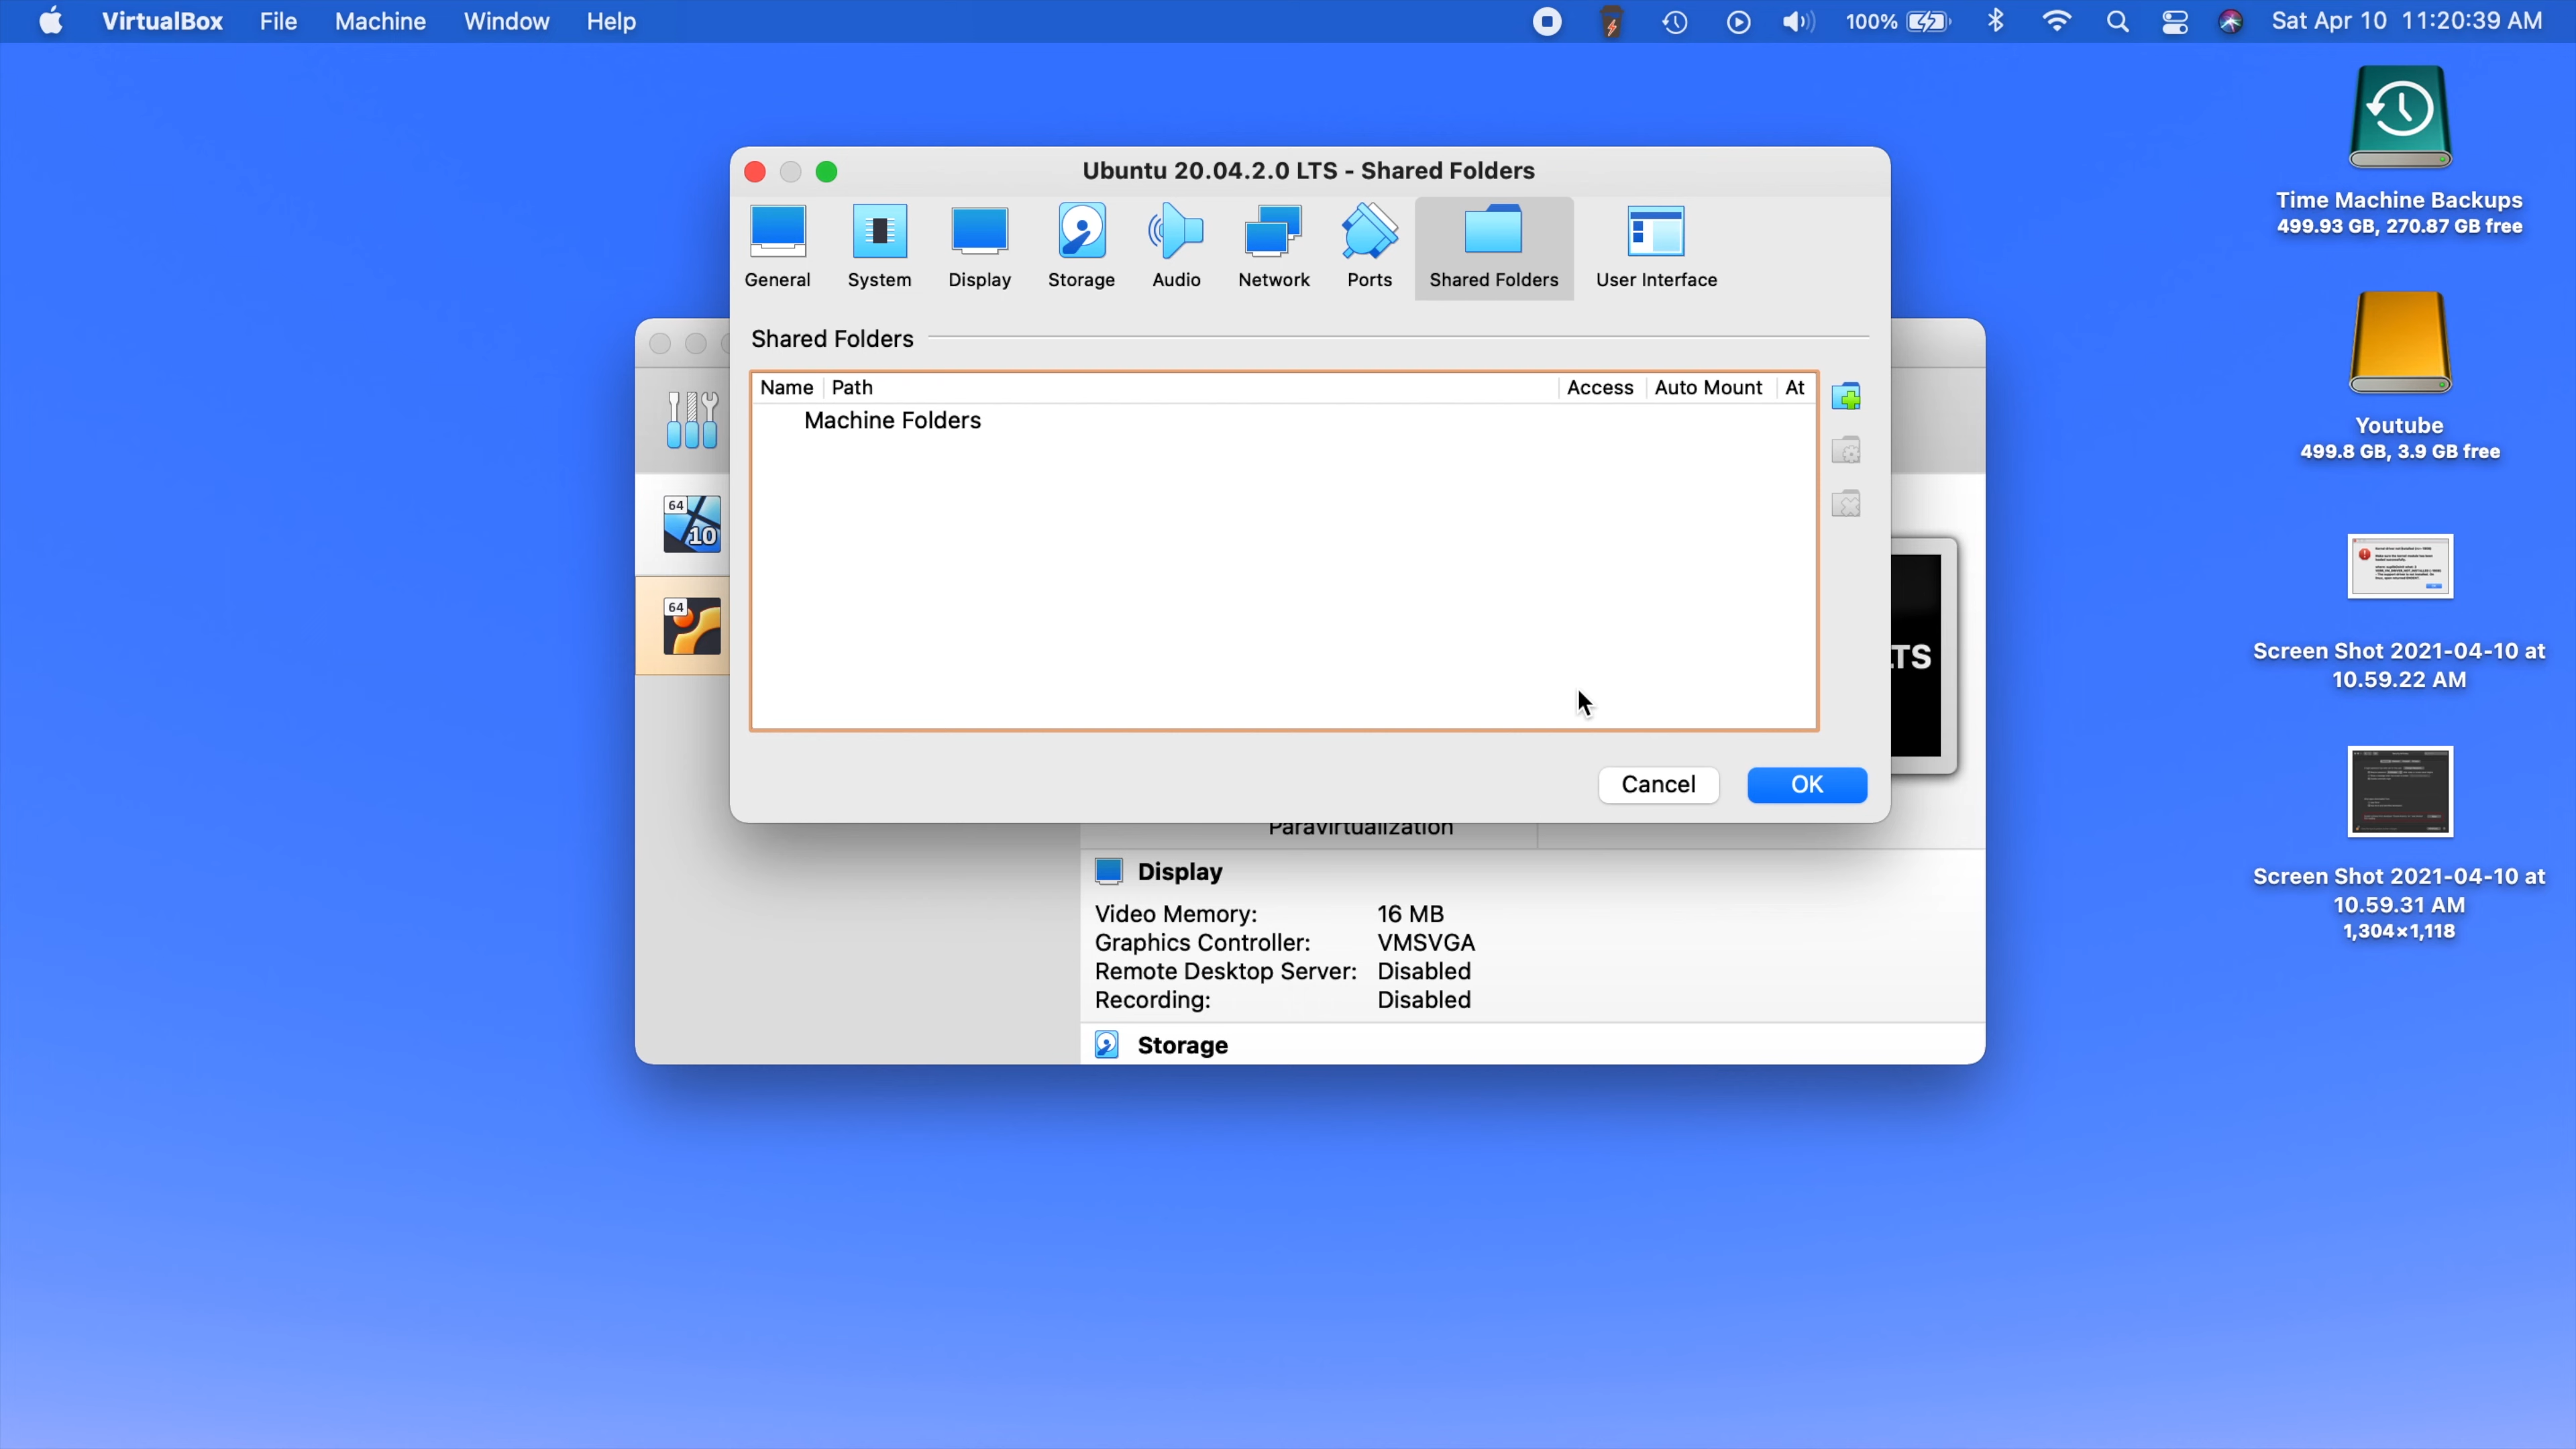 VirtualBox File Machine Window Help 100% Sat Apr 10 11:20:39 AM
Ubuntu 20.04.2.0 LTS - Shared Folders
General System Display Storage Audio Network Ports Shared Folders User Interface
Shared Folders
Name Path Access Auto Mount At
Machine Folders
Cancel OK
64
10
64
LTS
Paravirtualization
Display
Video Memory: 16 MB
Graphics Controller: VMSVGA
Remote Desktop Server: Disabled
Recording: Disabled
Storage
Time Machine Backups
499.93 GB, 270.87 GB free
Youtube
499.8 GB, 3.9 GB free
Screen Shot 2021-04-10 at
10.59.22 AM
Screen Shot 2021-04-10 at
10.59.31 AM
1,304×1,118